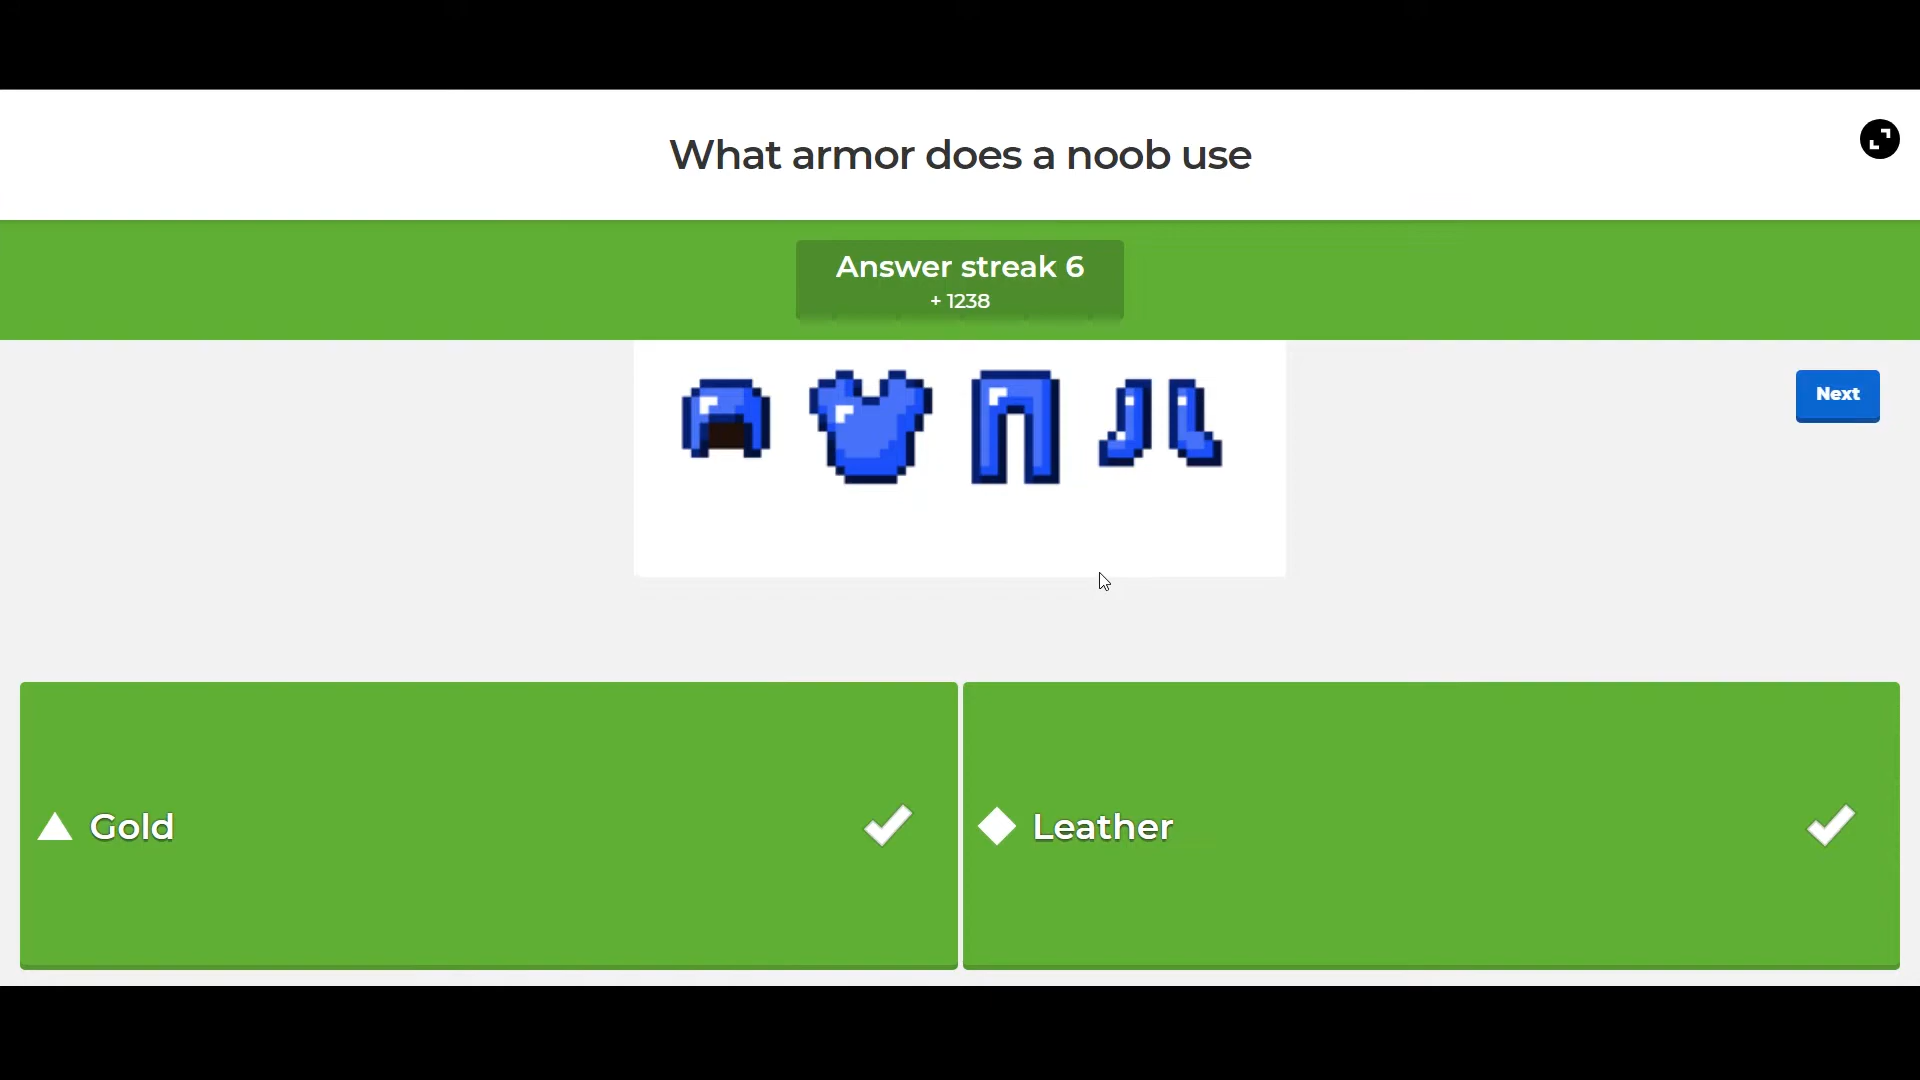 What armor does a noob use
Answer streak 6
+ 1238
Next
Gold
Leather